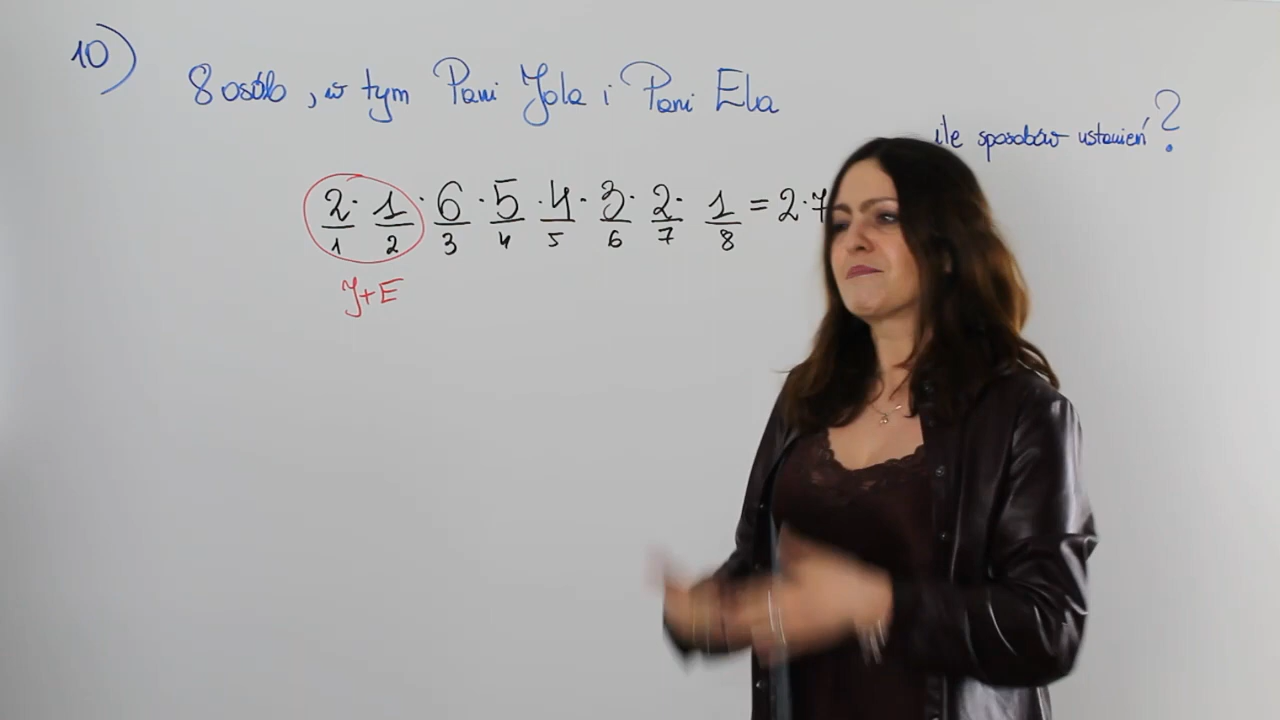 10)
8 osób, w tym Pani Jola i Pani Ela
ile sposobów ustawień?
2 · 1 · 6 · 5 · 4 · 3 · 2 · 1 = 2 · 7
1 2 3 4 5 6 7 8
J+E